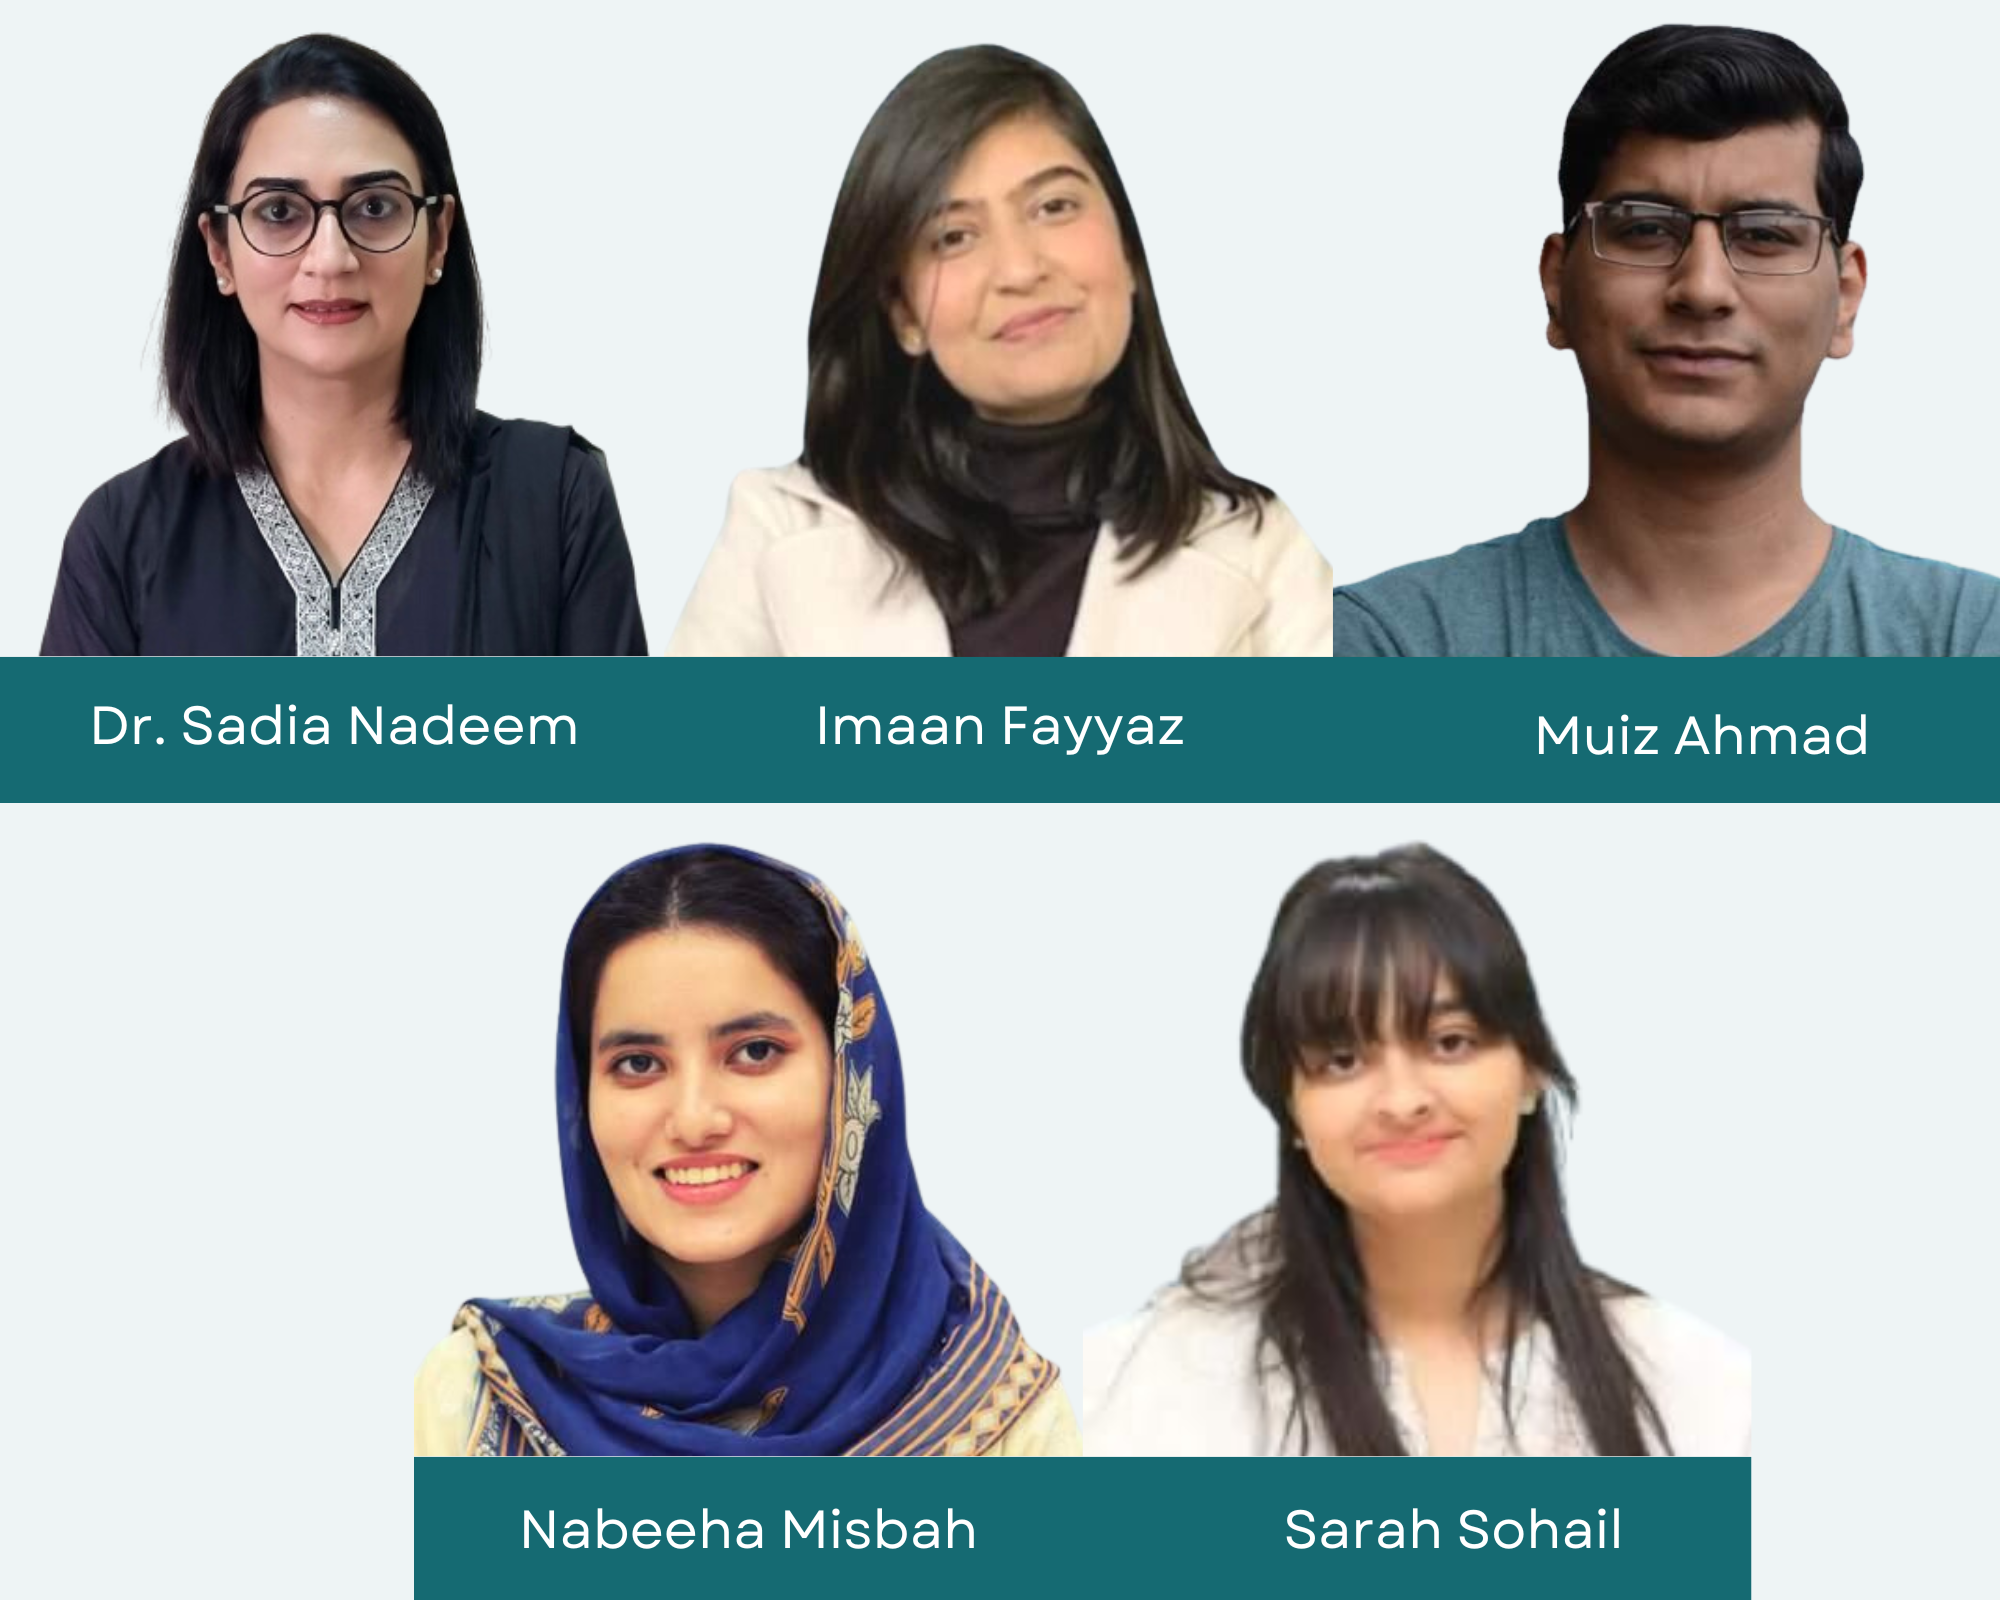 Dr. Sadia Nadeem
Imaan Fayyaz
Muiz Ahmad
Nabeeha Misbah
Sarah Sohail